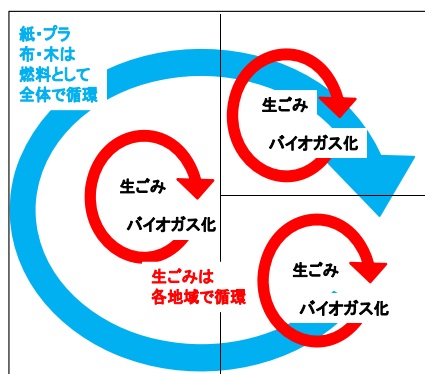 紙・プラ
布・木は
燃料として
全体で循環
生ごみ
バイオガス化
生ごみ
バイオガス化
生ごみは
各地域で循環
生ごみ
バイオガス化